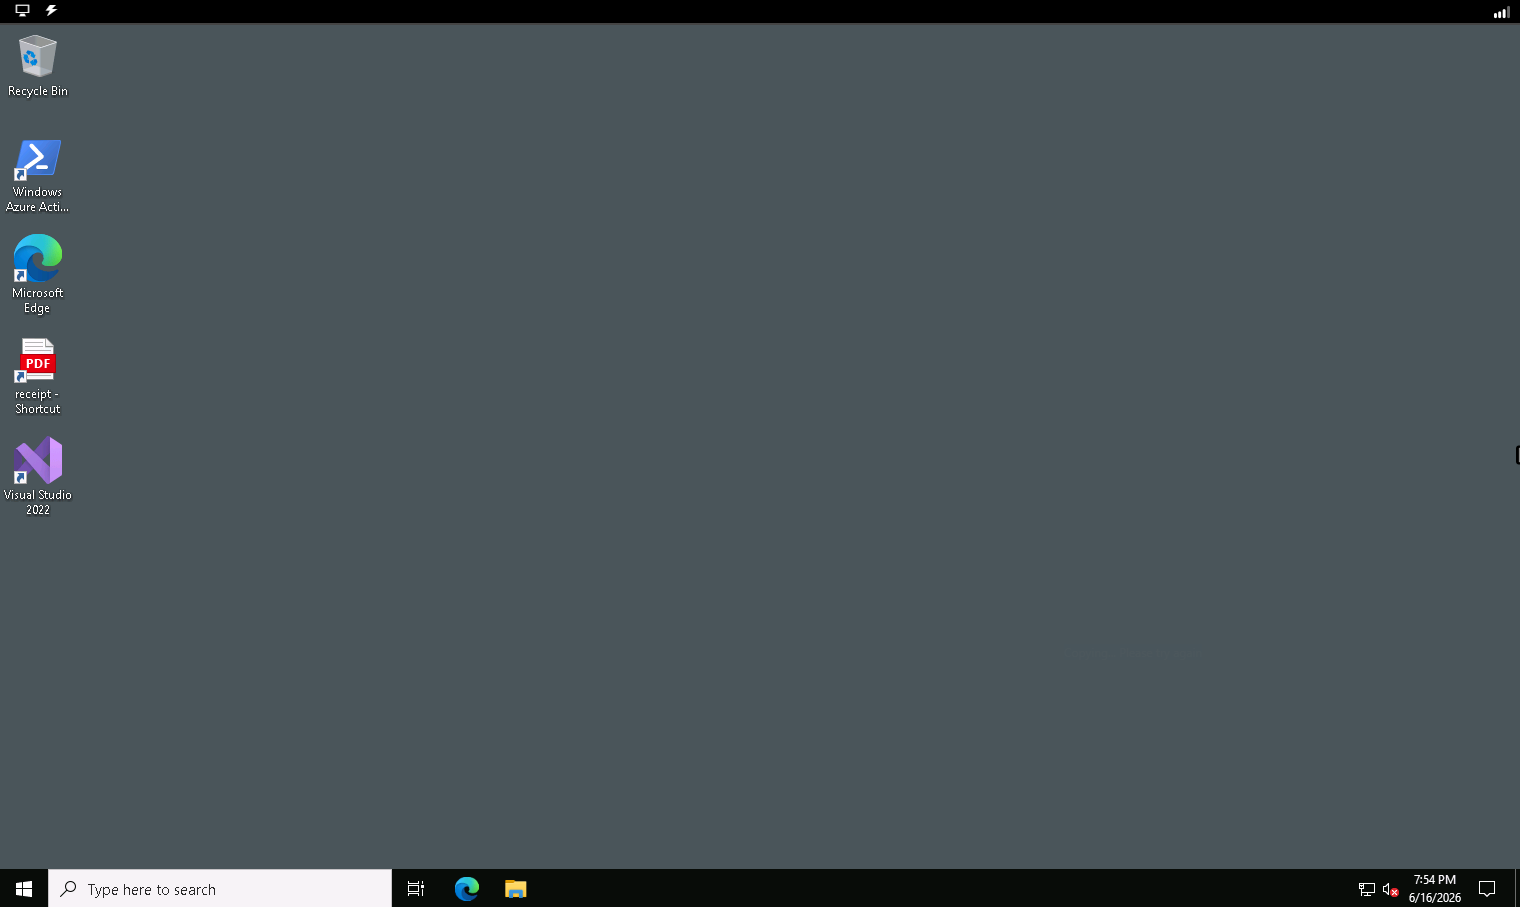 Recycle Bin
Windows
Azure Acti...
Microsoft
Edge
PDF
receipt -
Shortcut
Visual Studio
2022
Type here to search
7:54 PM
6/16/2026